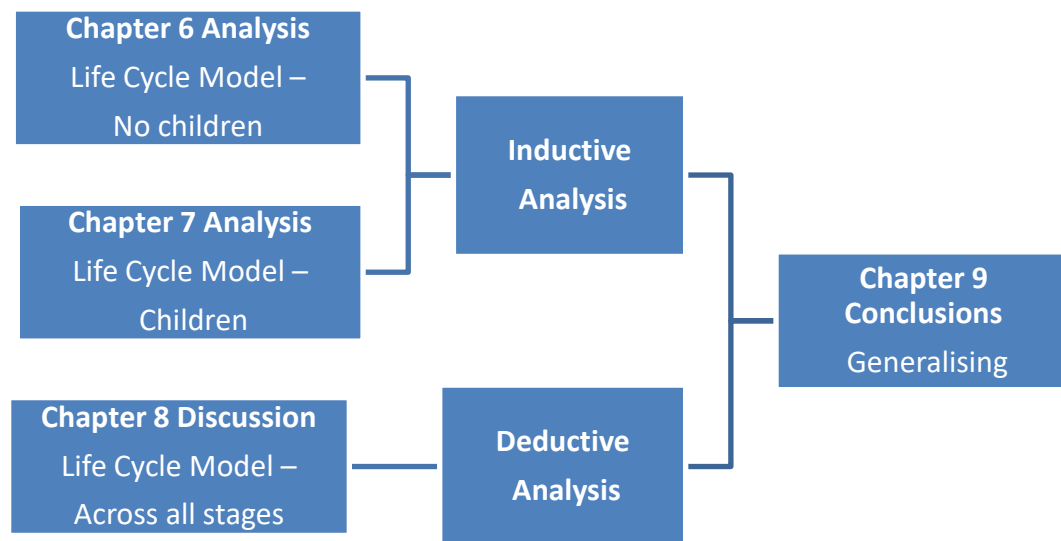 Chapter 6 Analysis
Life Cycle Model –
No children
Chapter 7 Analysis
Life Cycle Model –
Children
Chapter 8 Discussion
Life Cycle Model –
Across all stages
Inductive
Analysis
Deductive
Analysis
Chapter 9
Conclusions
Generalising